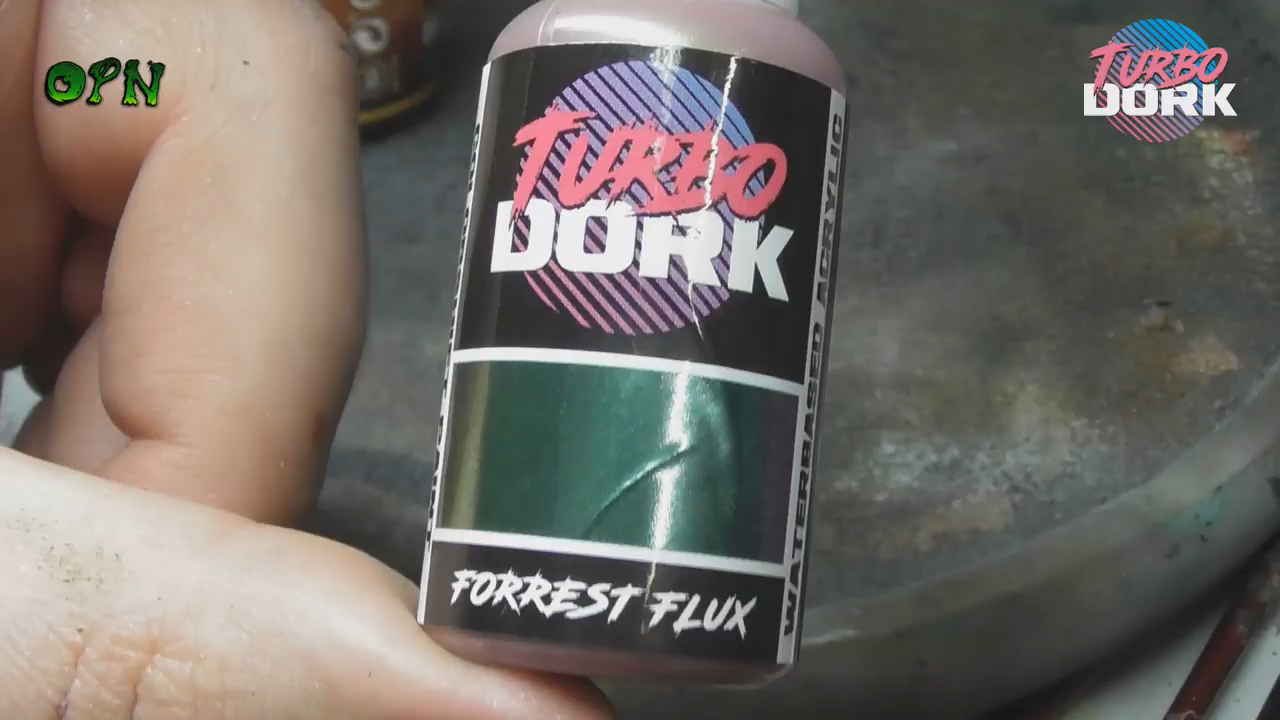 OPN
TURBO
DORK
TURBO
DORK
WATERBASED ACRYLIC
FORREST FLUX